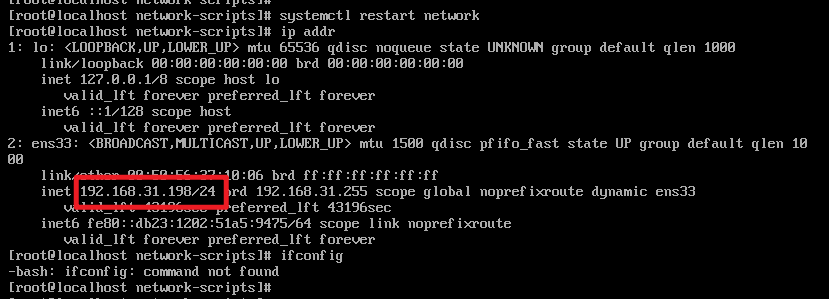 [root@localhost network-scripts]# systemctl restart network
[root@localhost network-scripts]# ip addr
1: lo: <LOOPBACK,UP,LOWER_UP> mtu 65536 qdisc noqueue state UNKNOWN group default qlen 1000
link/loopback 00:00:00:00:00:00 brd 00:00:00:00:00:00
inet 127.0.0.1/8 scope host lo
valid_lft forever preferred_lft forever
inet6 ::1/128 scope host
valid_lft forever preferred_lft forever
2: ens33: <BROADCAST,MULTICAST,UP,LOWER_UP> mtu 1500 qdisc pfifo_fast state UP group default qlen 10
00
link/ether 00:50:56:27:10:06 brd ff:ff:ff:ff:ff:ff
inet 192.168.31.198/24 brd 192.168.31.255 scope global noprefixroute dynamic ens33
valid_lft 43196sec preferred_lft 43196sec
inet6 fe80::db23:1202:51a5:9475/64 scope link noprefixroute
valid_lft forever preferred_lft forever
[root@localhost network-scripts]# ifconfig
-bash: ifconfig: command not found
[root@localhost network-scripts]#